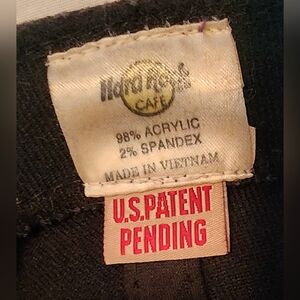 Hard Rock
CAFE
98% ACRYLIC
2% SPANDEX
MADE IN VIETNAM
U.S.PATENT
PENDING